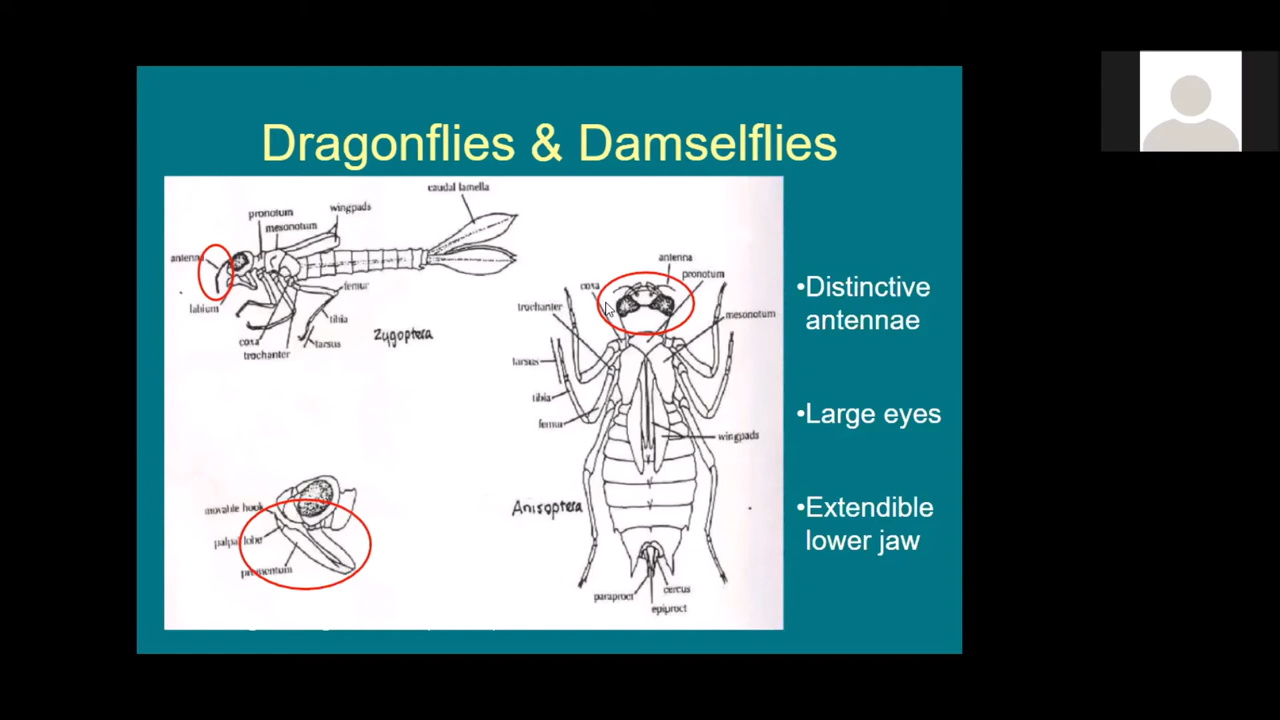 Dragonflies & Damselflies
caudal lamella
pronotum
wingpads
mesonotum
antenna
labium
femur
tibia
tarsus
coxa
trochanter
Zygoptera
antenna
pronotum
coxa
trochanter
mesonotum
tarsus
tibia
femur
wingpads
Anisoptera
paraproct
cercus
epiproct
movable hook
palpal lobe
prementum
•Distinctive
antennae
•Large eyes
•Extendible
lower jaw